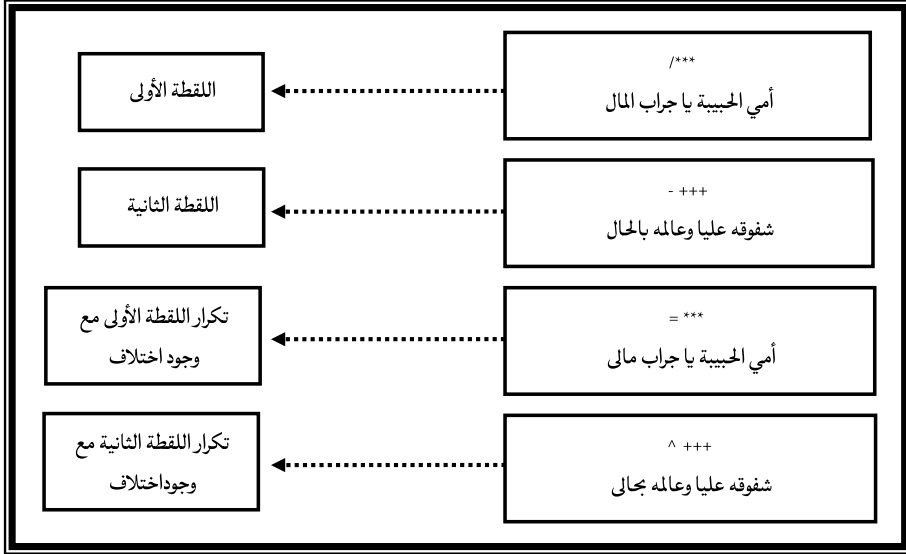 /***
أمي الحبيبة يا جراب المال
اللقطة الأولى
- +++
شفوقه عليا وعالمه بالحال
اللقطة الثانية
= ***
أمي الحبيبة يا جراب مالى
تكرار اللقطة الأولى مع
وجود اختلاف
^ +++
شفوقه عليا وعالمه بحالى
تكرار اللقطة الثانية مع
وجوداختلاف